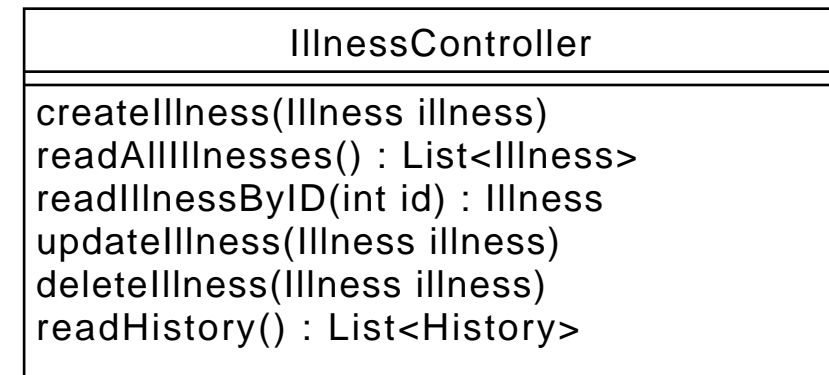 IllnessController
createIllness(Illness illness)
readAllIllnesses() : List<Illness>
readIllnessByID(int id) : Illness
updateIllness(Illness illness)
deleteIllness(Illness illness)
readHistory() : List<History>